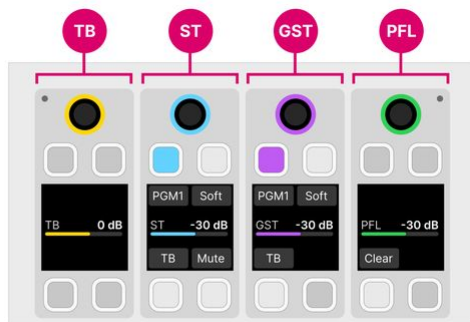 TB ST GST PFL
TB 0 dB
PGM1 Soft
ST -30 dB
TB Mute
PGM1 Soft
GST -30 dB
TB
PFL -30 dB
Clear